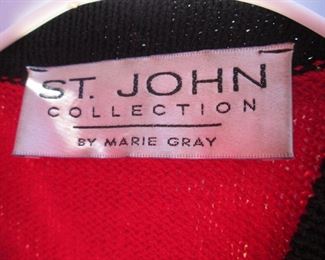 ST. JOHN
COLLECTION
BY MARIE GRAY